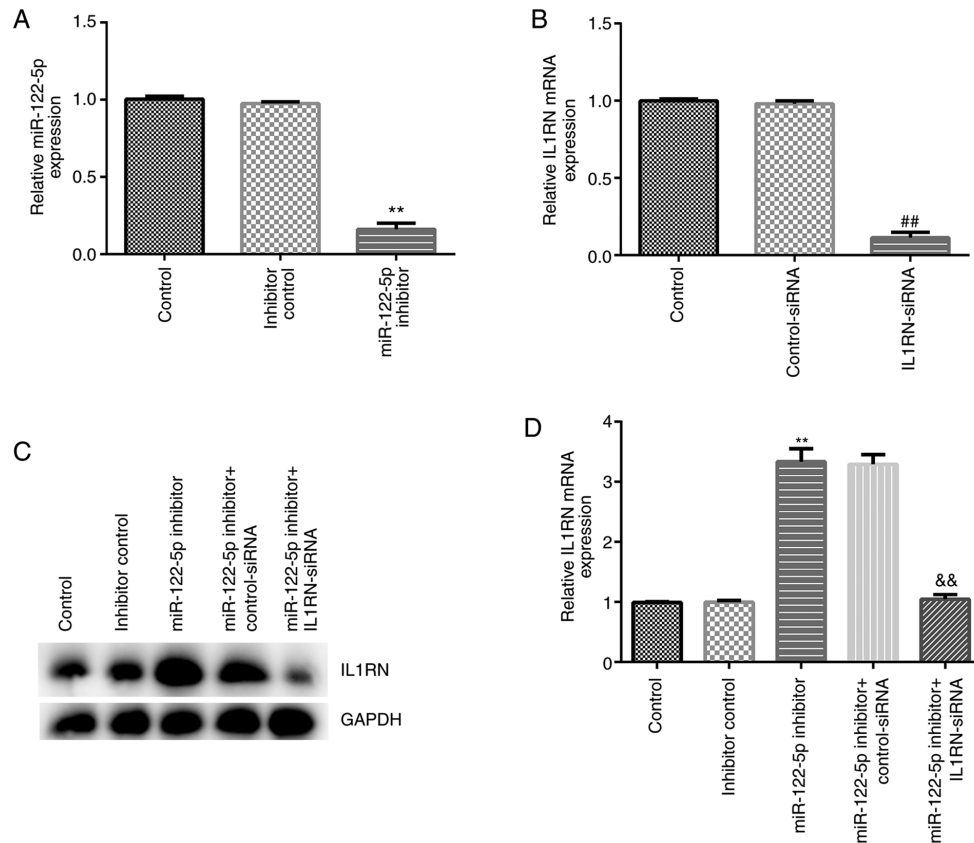 A
Relative miR-122-5p
expression
1.5
1.0
0.5
0.0
**
Control
Inhibitor
control
miR-122-5p
inhibitor
B
Relative IL1RN mRNA
expression
1.5
1.0
0.5
0.0
##
Control
Control-siRNA
IL1RN-siRNA
C
Control
Inhibitor control
miR-122-5p inhibitor
miR-122-5p inhibitor+
control-siRNA
miR-122-5p inhibitor+
IL1RN-siRNA
IL1RN
GAPDH
D
Relative IL1RN mRNA
expression
4
3
2
1
0
**
&&
Control
Inhibitor control
miR-122-5p inhibitor
miR-122-5p inhibitor+
control-siRNA
miR-122-5p inhibitor+
IL1RN-siRNA